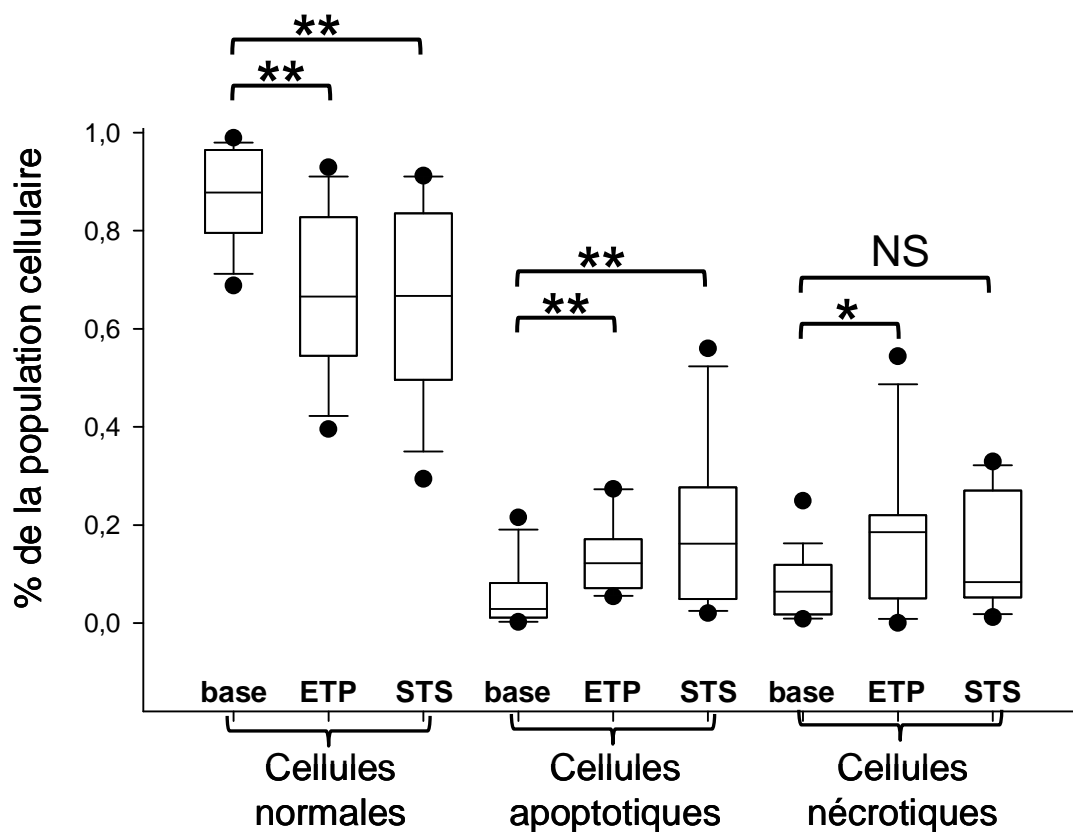 **
**
1,0
0,8
0,6
0,4
0,2
0,0
% de la population cellulaire
**
**
NS
*
base ETP STS base ETP STS base ETP STS
Cellules normales
Cellules apoptotiques
Cellules nécrotiques